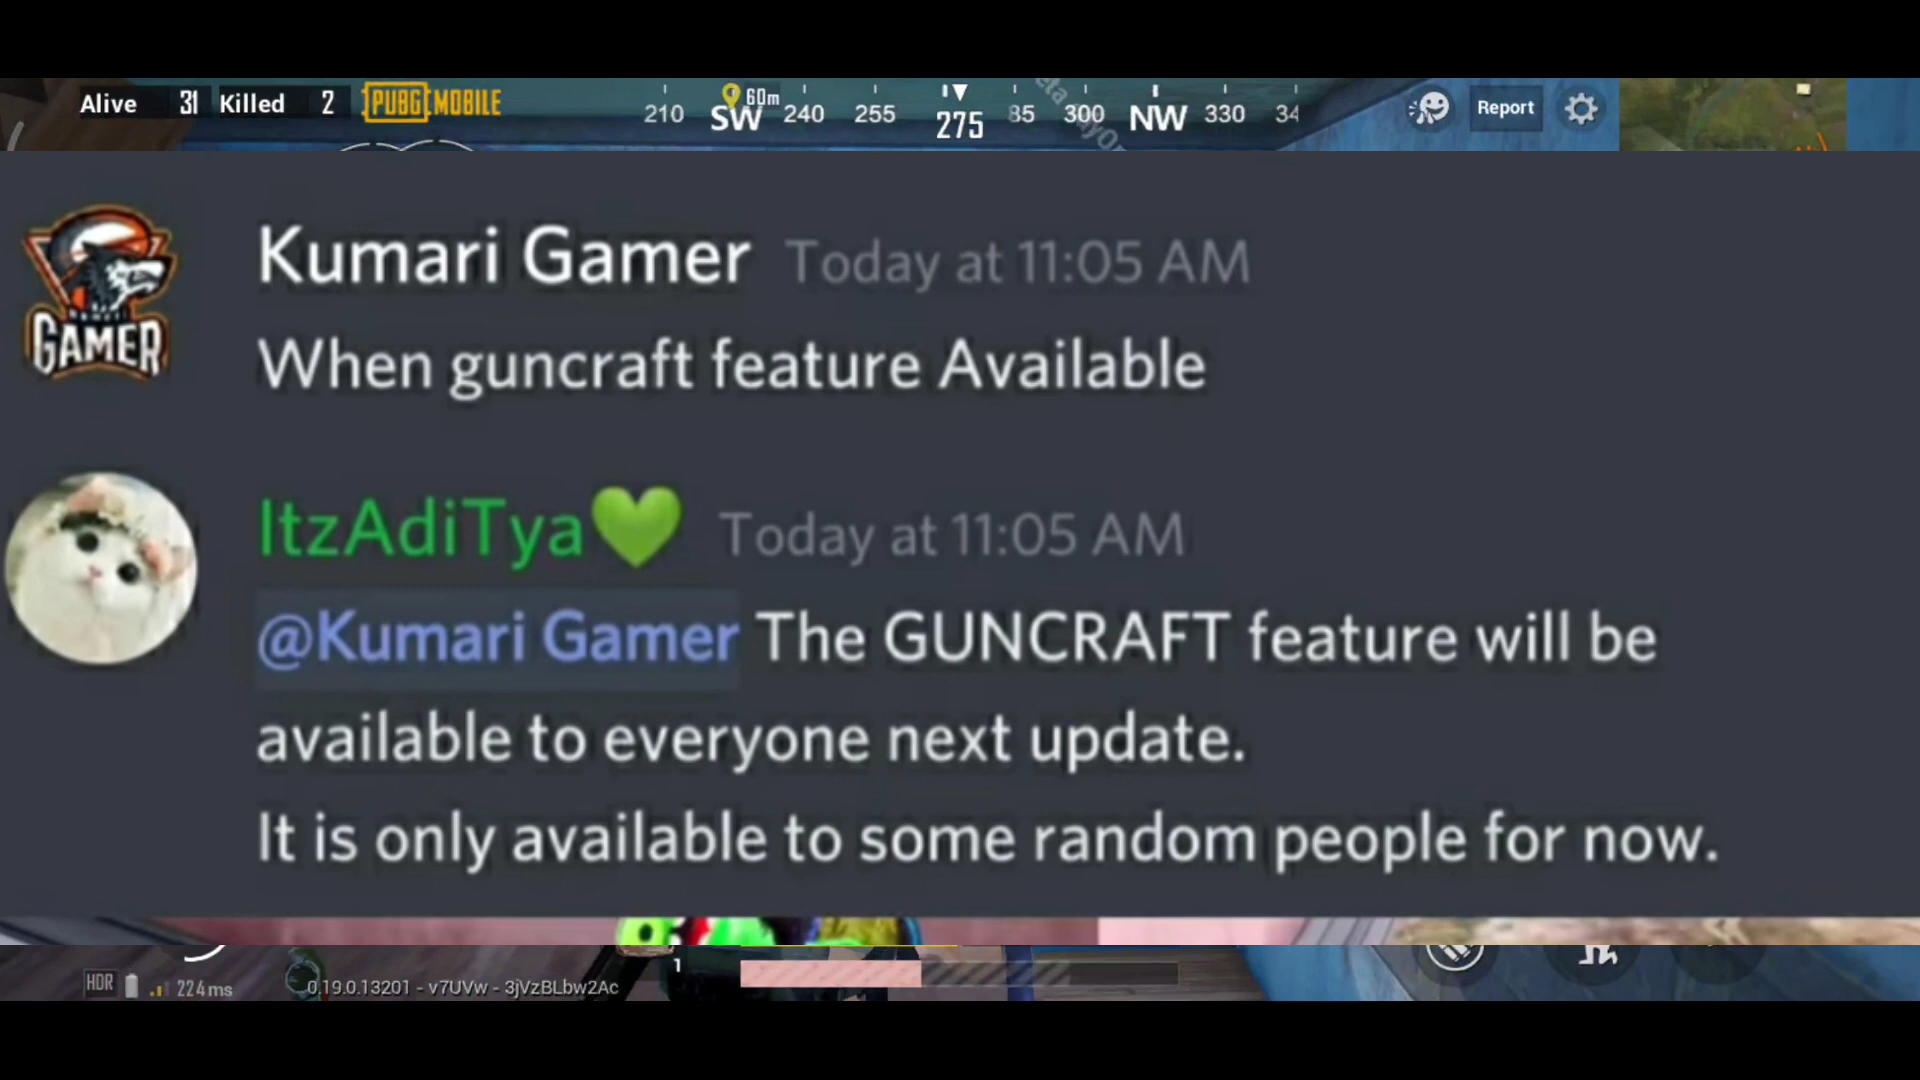 Alive 31 Killed 2 PUBG MOBILE
60m
210 SW 240 255 275 85 300 NW 330 34
Report
GAMER
Kumari Gamer Today at 11:05 AM
When guncraft feature Available
ItzAdiTya💚 Today at 11:05 AM
@Kumari Gamer The GUNCRAFT feature will be
available to everyone next update.
It is only available to some random people for now.
1
HDR 224ms 0.19.0.13201 - v7UVw - 3jVzBLbw2Ac